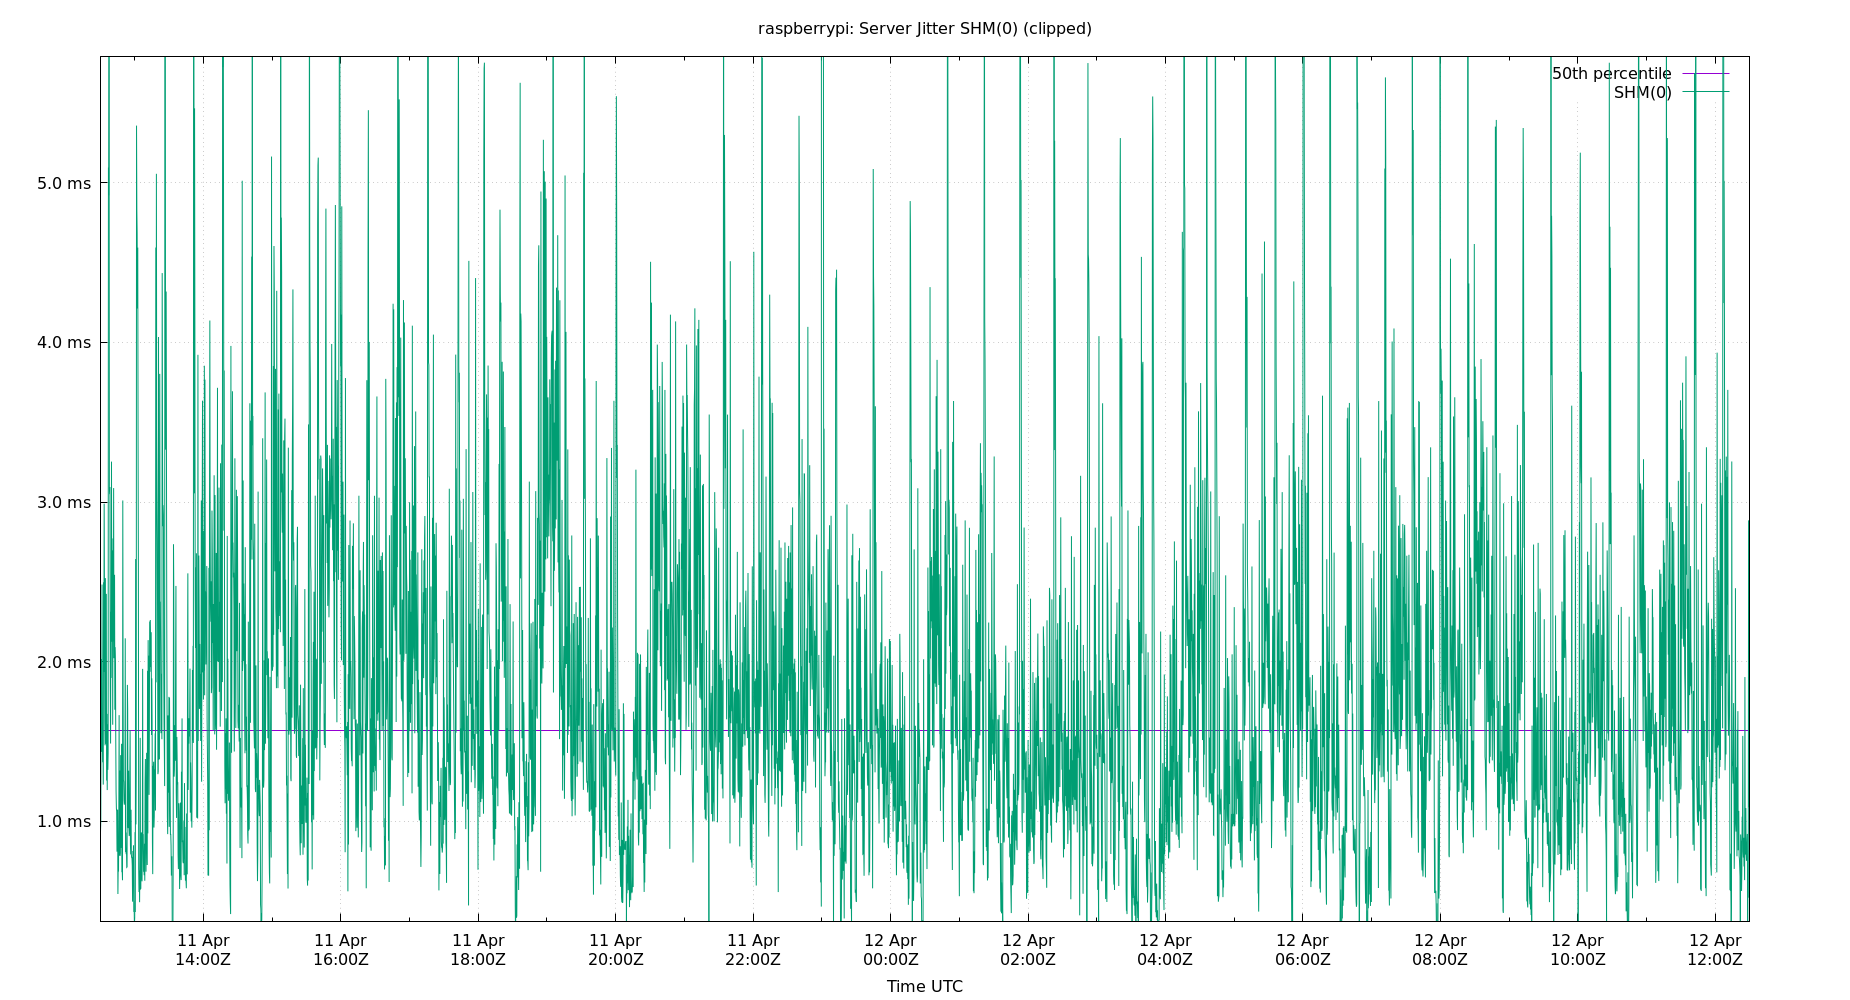 raspberrypi: Server Jitter SHM(0) (clipped)
50th percentile
SHM(0)
5.0 ms
4.0 ms
3.0 ms
2.0 ms
1.0 ms
11 Apr 11 Apr 11 Apr 11 Apr 11 Apr 12 Apr 12 Apr 12 Apr 12 Apr 12 Apr 12 Apr 12 Apr
14:00Z 16:00Z 18:00Z 20:00Z 22:00Z 00:00Z 02:00Z 04:00Z 06:00Z 08:00Z 10:00Z 12:00Z
Time UTC